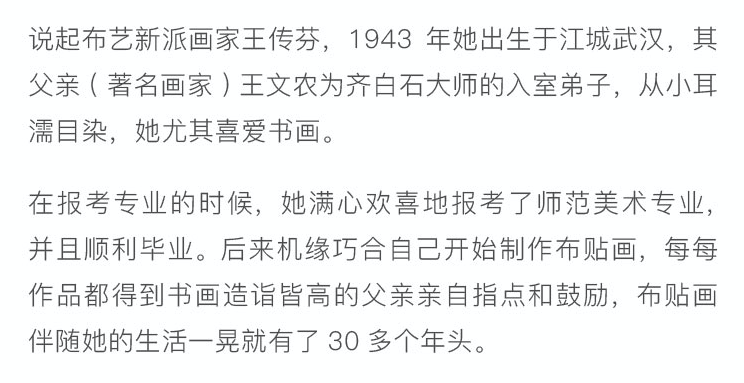 说起布艺新派画家王传芬，1943 年她出生于江城武汉，其
父亲（著名画家）王文农为齐白石大师的入室弟子，从小耳
濡目染，她尤其喜爱书画。
在报考专业的时候，她满心欢喜地报考了师范美术专业，
并且顺利毕业。后来机缘巧合自己开始制作布贴画，每每
作品都得到书画造诣皆高的父亲亲自指点和鼓励，布贴画
伴随她的生活一晃就有了 30 多个年头。